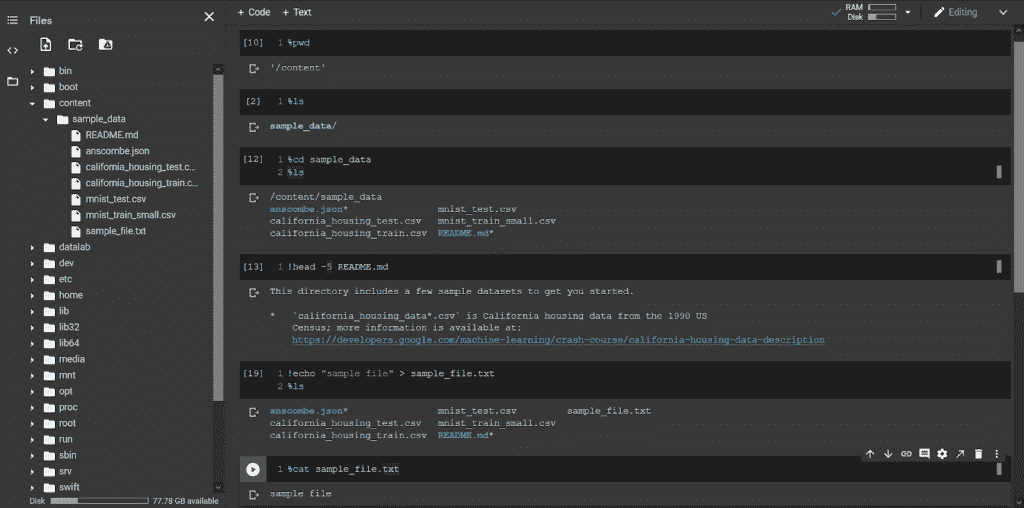 Files
+ Code + Text
RAM
Disk
Editing
bin
boot
content
sample_data
README.md
anscombe.json
california_housing_test.c...
california_housing_train.c...
mnist_test.csv
mnist_train_small.csv
sample_file.txt
datalab
dev
etc
home
lib
lib32
lib64
media
mnt
opt
proc
root
run
sbin
srv
swift
Disk 77.78 GB available
[10] 1 %pwd
'/content'
[2] 1 %ls
sample_data/
[12] 1 %cd sample_data
2 %ls
/content/sample_data
anscombe.json* mnist_test.csv
california_housing_test.csv mnist_train_small.csv
california_housing_train.csv README.md*
[13] 1 !head -5 README.md
This directory includes a few sample datasets to get you started.
* `california_housing_data*.csv` is California housing data from the 1990 US
Census; more information is available at:
https://developers.google.com/machine-learning/crash-course/california-housing-data-description
[19] 1 !echo "sample file" > sample_file.txt
2 %ls
anscombe.json* mnist_test.csv sample_file.txt
california_housing_test.csv mnist_train_small.csv
california_housing_train.csv README.md*
1 %cat sample_file.txt
sample file